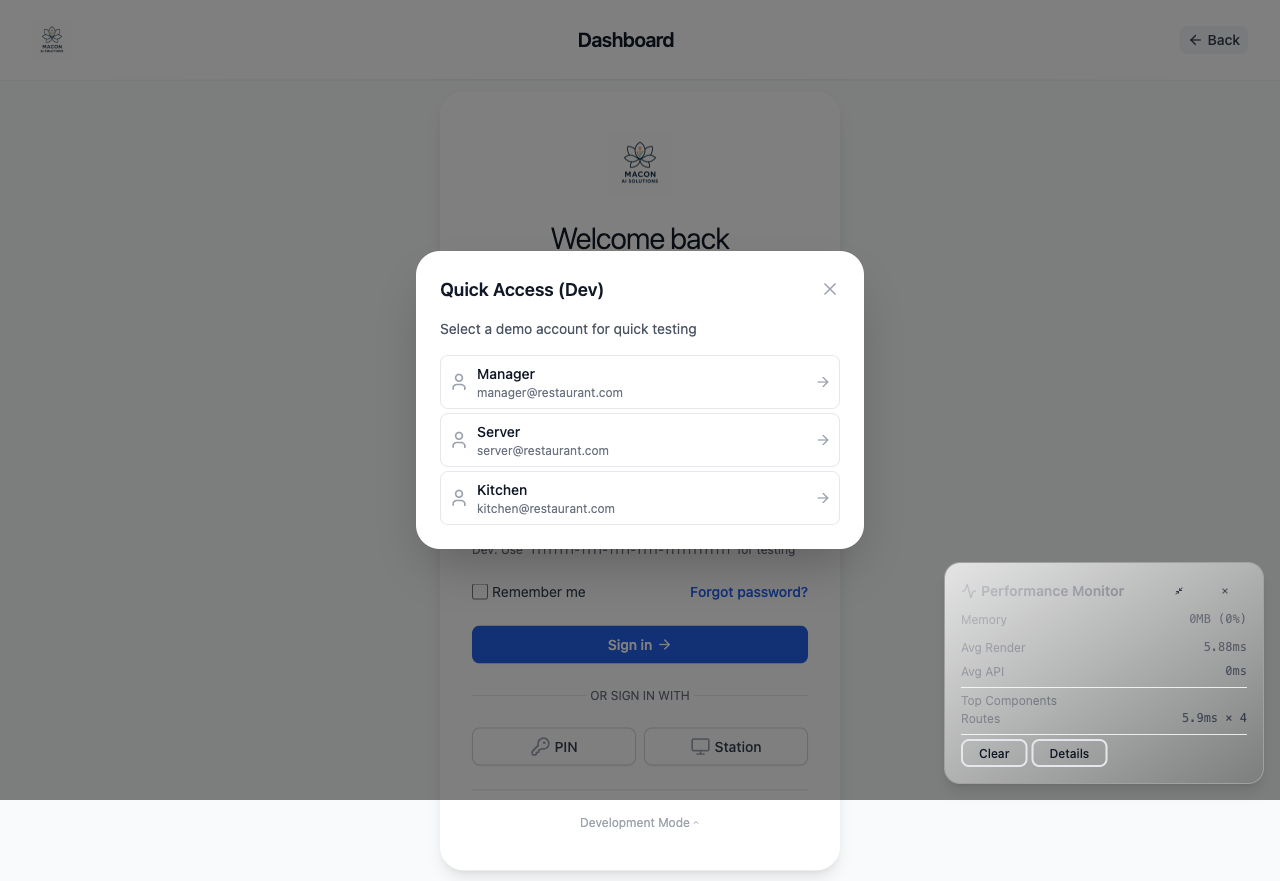 MACON
AI SOLUTIONS
Dashboard
Back
MACON
AI SOLUTIONS
Welcome back
Quick Access (Dev)
Select a demo account for quick testing
Manager
manager@restaurant.com
Server
server@restaurant.com
Kitchen
kitchen@restaurant.com
for testing
Remember me
Forgot password?
Sign in →
OR SIGN IN WITH
PIN
Station
Development Mode
Performance Monitor
Memory 0MB (0%)
Avg Render 5.88ms
Avg API 0ms
Top Components
Routes 5.9ms × 4
Clear Details